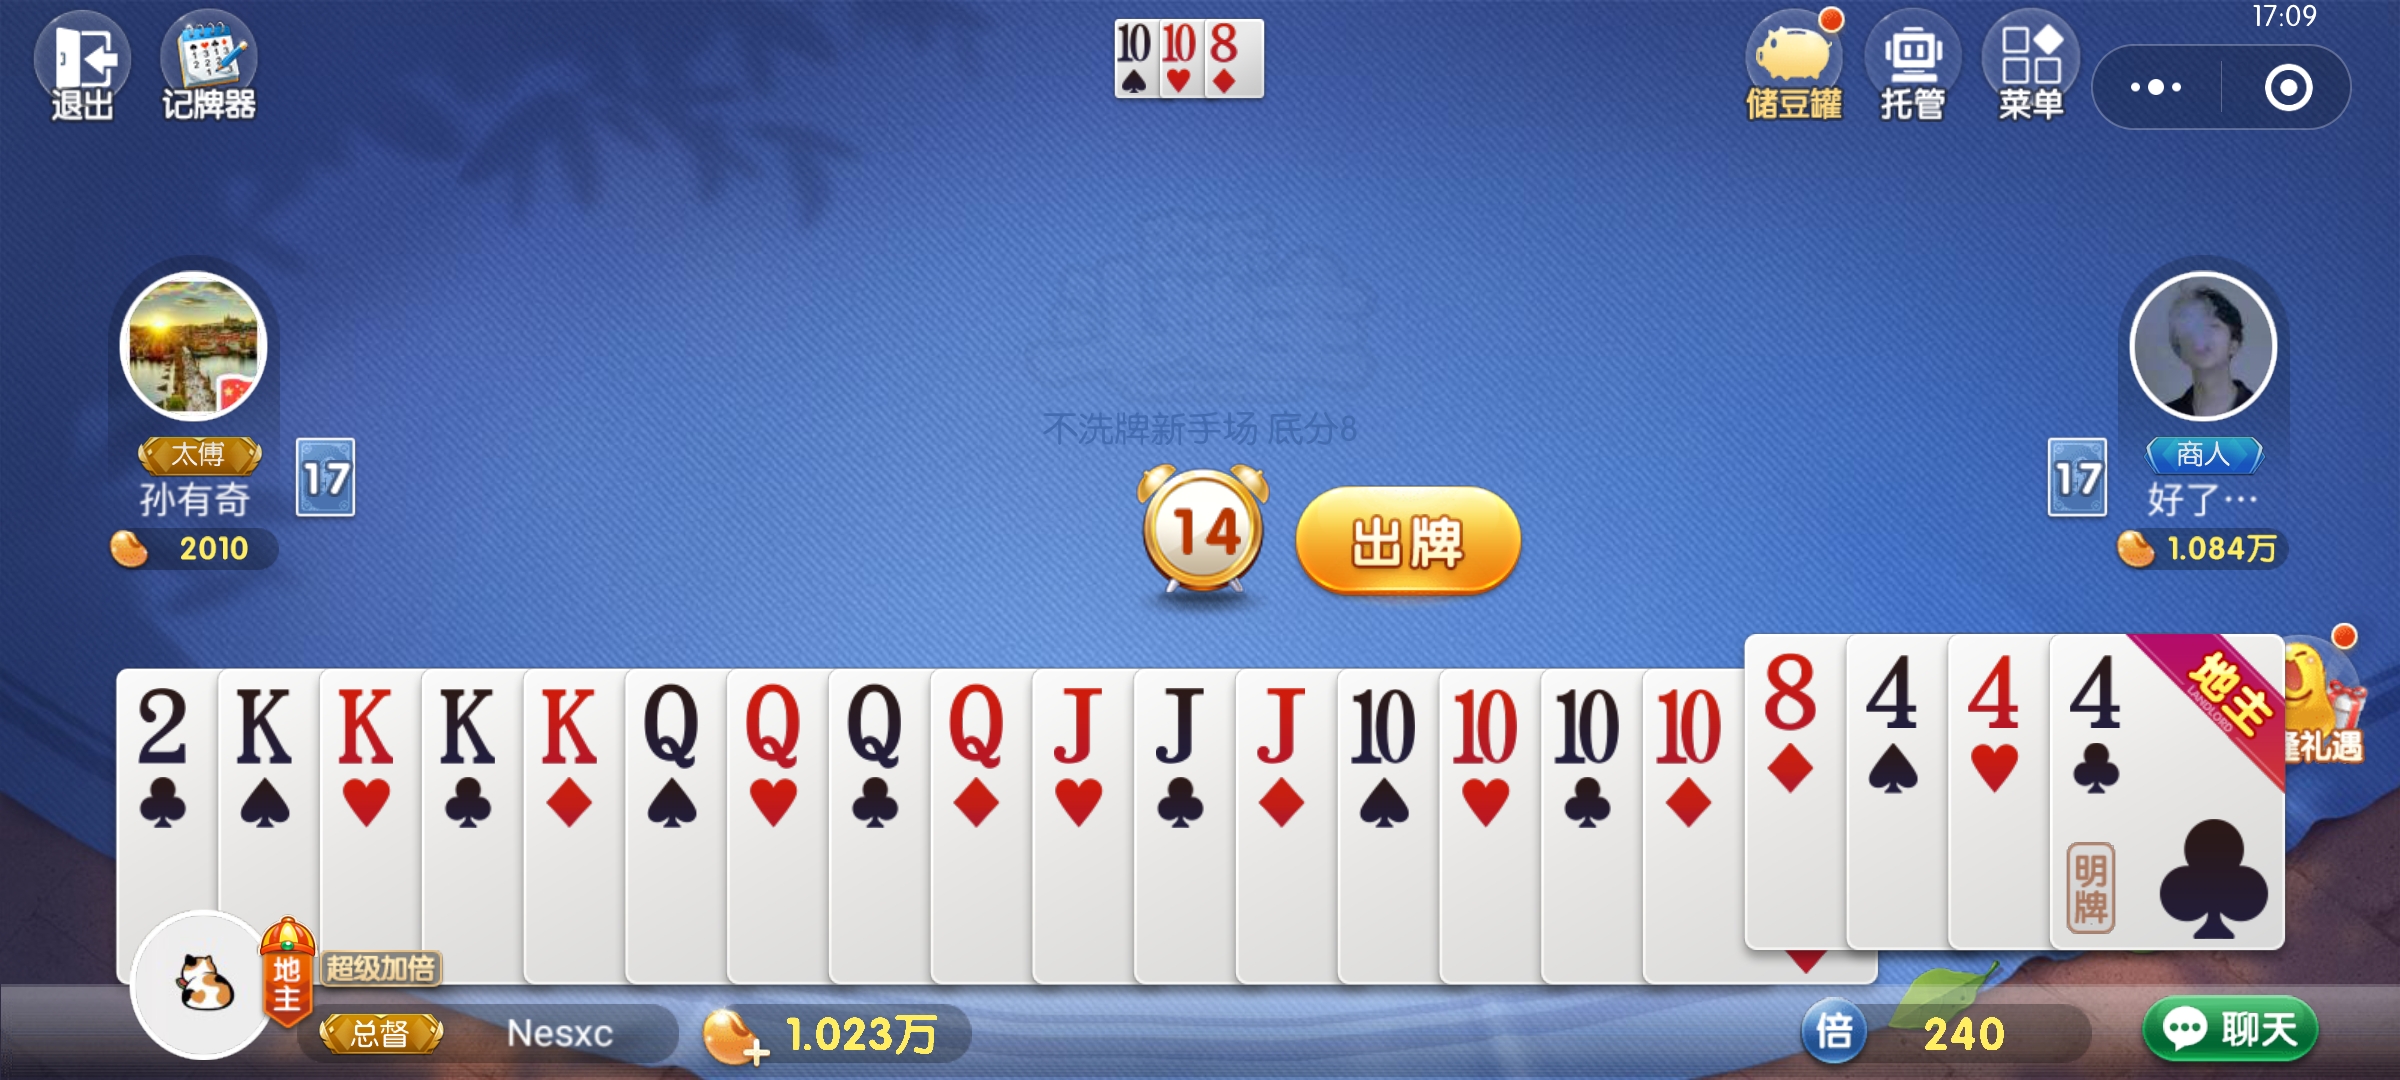 17:09
退出
记牌器
10 10 8
储豆罐
托管
菜单
不洗牌新手场 底分8
太傅
孙有奇
17
2010
14
出牌
17
商人
好了…
1.084万
2 K K K K Q Q Q Q J J J 10 10 10 10 8 4 4 4
地主
LANDLORD
明牌
礼遇
地主
超级加倍
总督
Nesxc
1.023万
倍
240
聊天